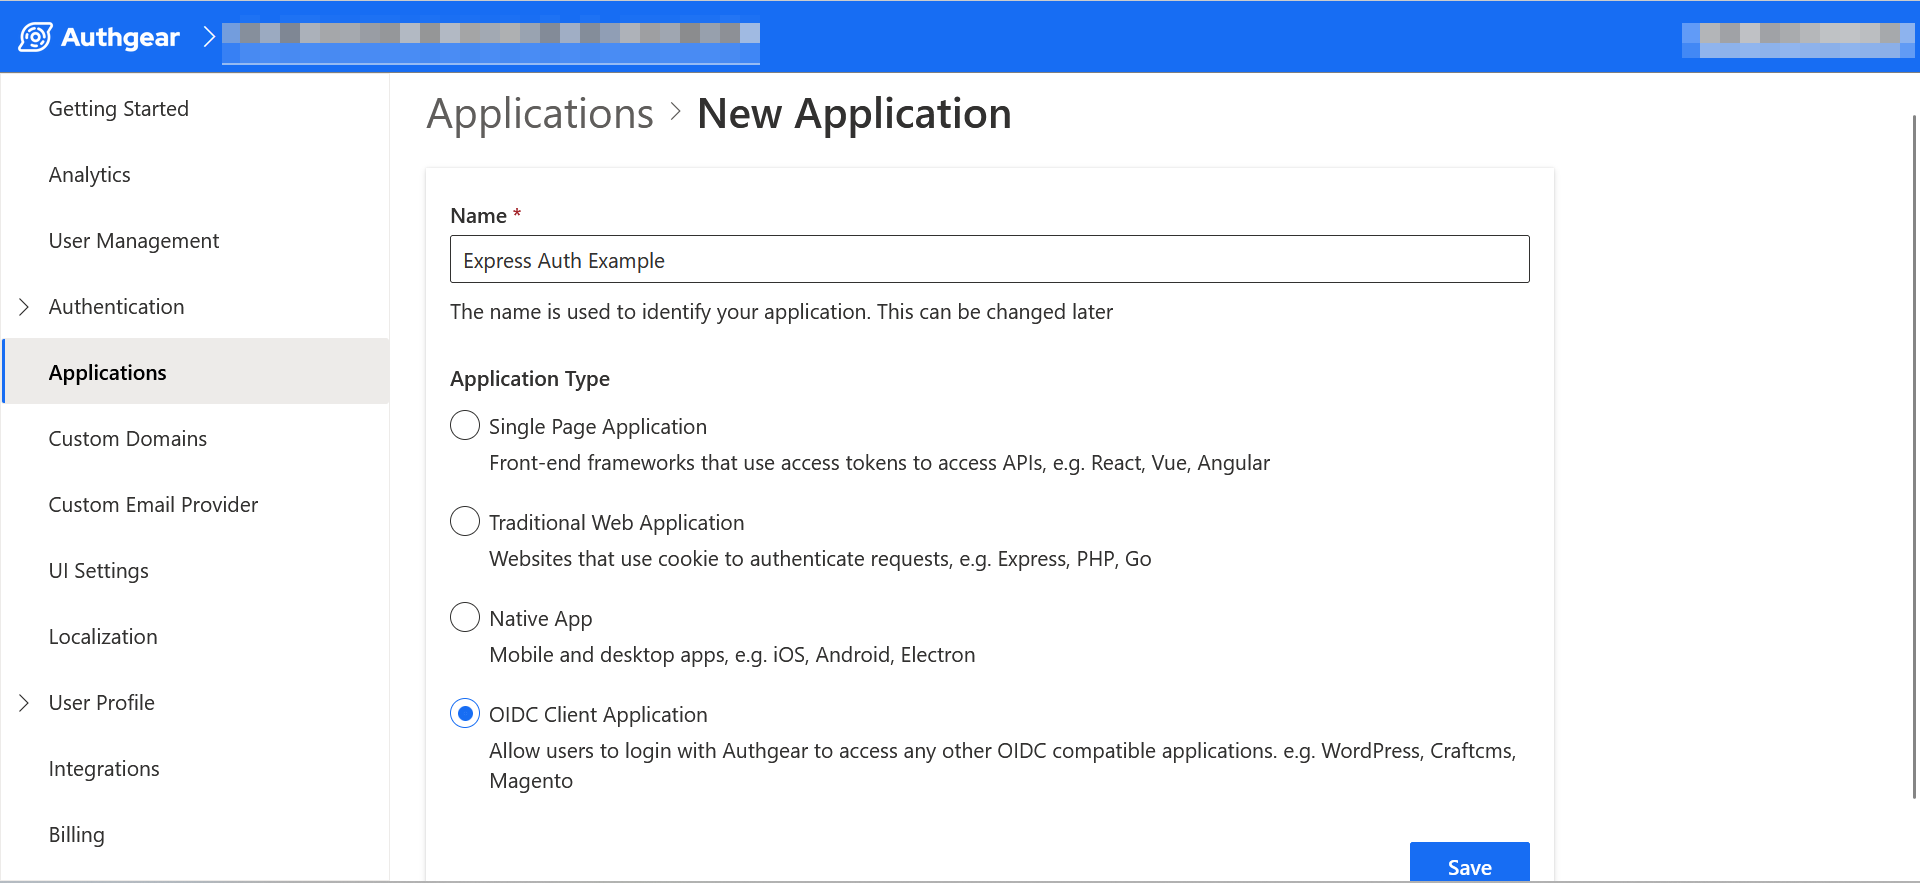 Authgear
Getting Started
Analytics
User Management
Authentication
Applications
Custom Domains
Custom Email Provider
UI Settings
Localization
User Profile
Integrations
Billing
Applications > New Application
Name *
Express Auth Example
The name is used to identify your application. This can be changed later
Application Type
Single Page Application
Front-end frameworks that use access tokens to access APIs, e.g. React, Vue, Angular
Traditional Web Application
Websites that use cookie to authenticate requests, e.g. Express, PHP, Go
Native App
Mobile and desktop apps, e.g. iOS, Android, Electron
OIDC Client Application
Allow users to login with Authgear to access any other OIDC compatible applications. e.g. WordPress, Craftcms,
Magento
Save